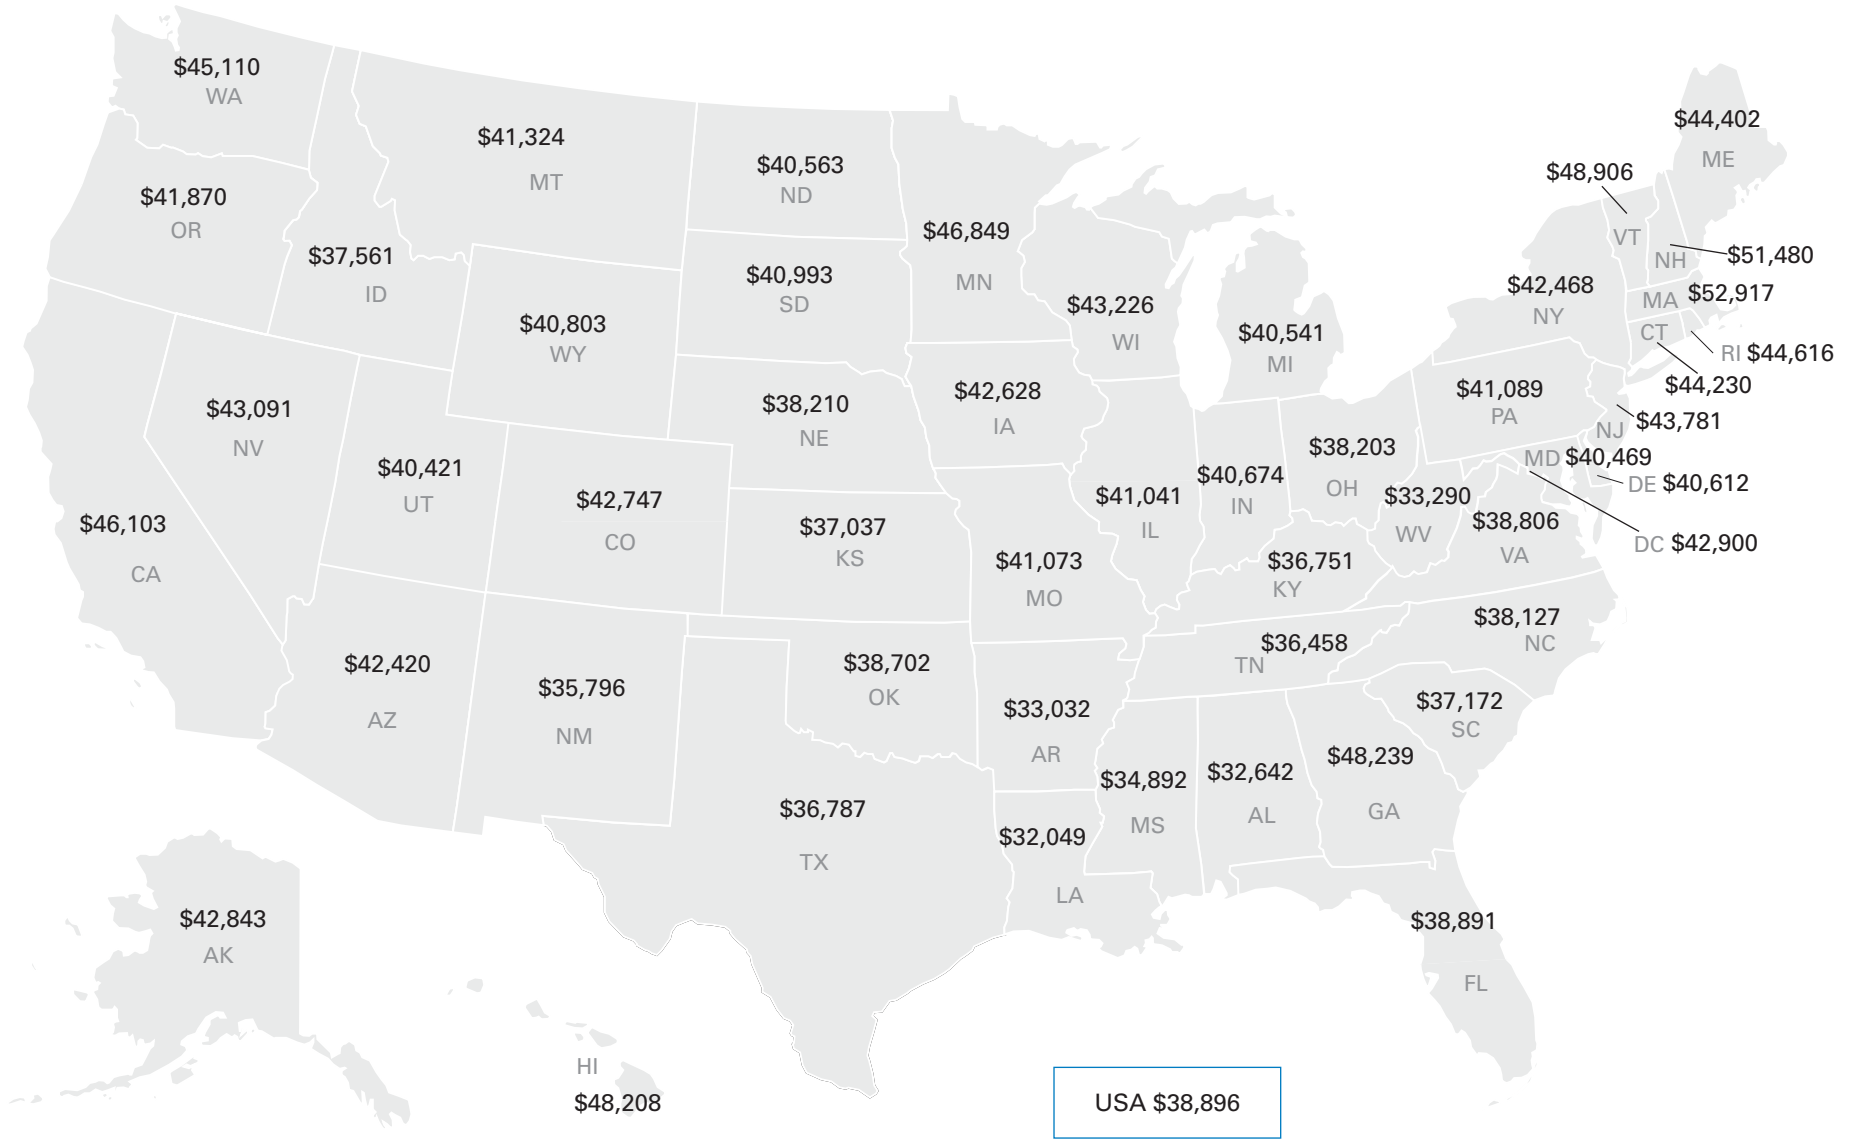 $45,110
WA
$41,324
MT
$40,563
ND
$44,402
ME
$41,870
OR
$48,906
VT
$37,561
ID
$46,849
MN
$51,480
NH
$40,993
SD
$42,468
NY
MA $52,917
$40,803
WY
$43,226
WI
$40,541
MI
CT
$44,230
RI $44,616
$43,091
NV
$38,210
NE
$42,628
IA
$41,089
PA
NJ $43,781
$40,421
UT
$42,747
CO
$38,203
OH
MD $40,469
DE $40,612
$46,103
CA
$37,037
KS
$41,041
IL
$40,674
IN
$33,290
WV
$38,806
VA
DC $42,900
$41,073
MO
$36,751
KY
$38,127
NC
$42,420
AZ
$35,796
NM
$38,702
OK
$36,458
TN
$33,032
AR
$37,172
SC
$36,787
TX
$32,049
LA
$34,892
MS
$32,642
AL
$48,239
GA
$42,843
AK
$38,891
FL
HI
$48,208
USA $38,896